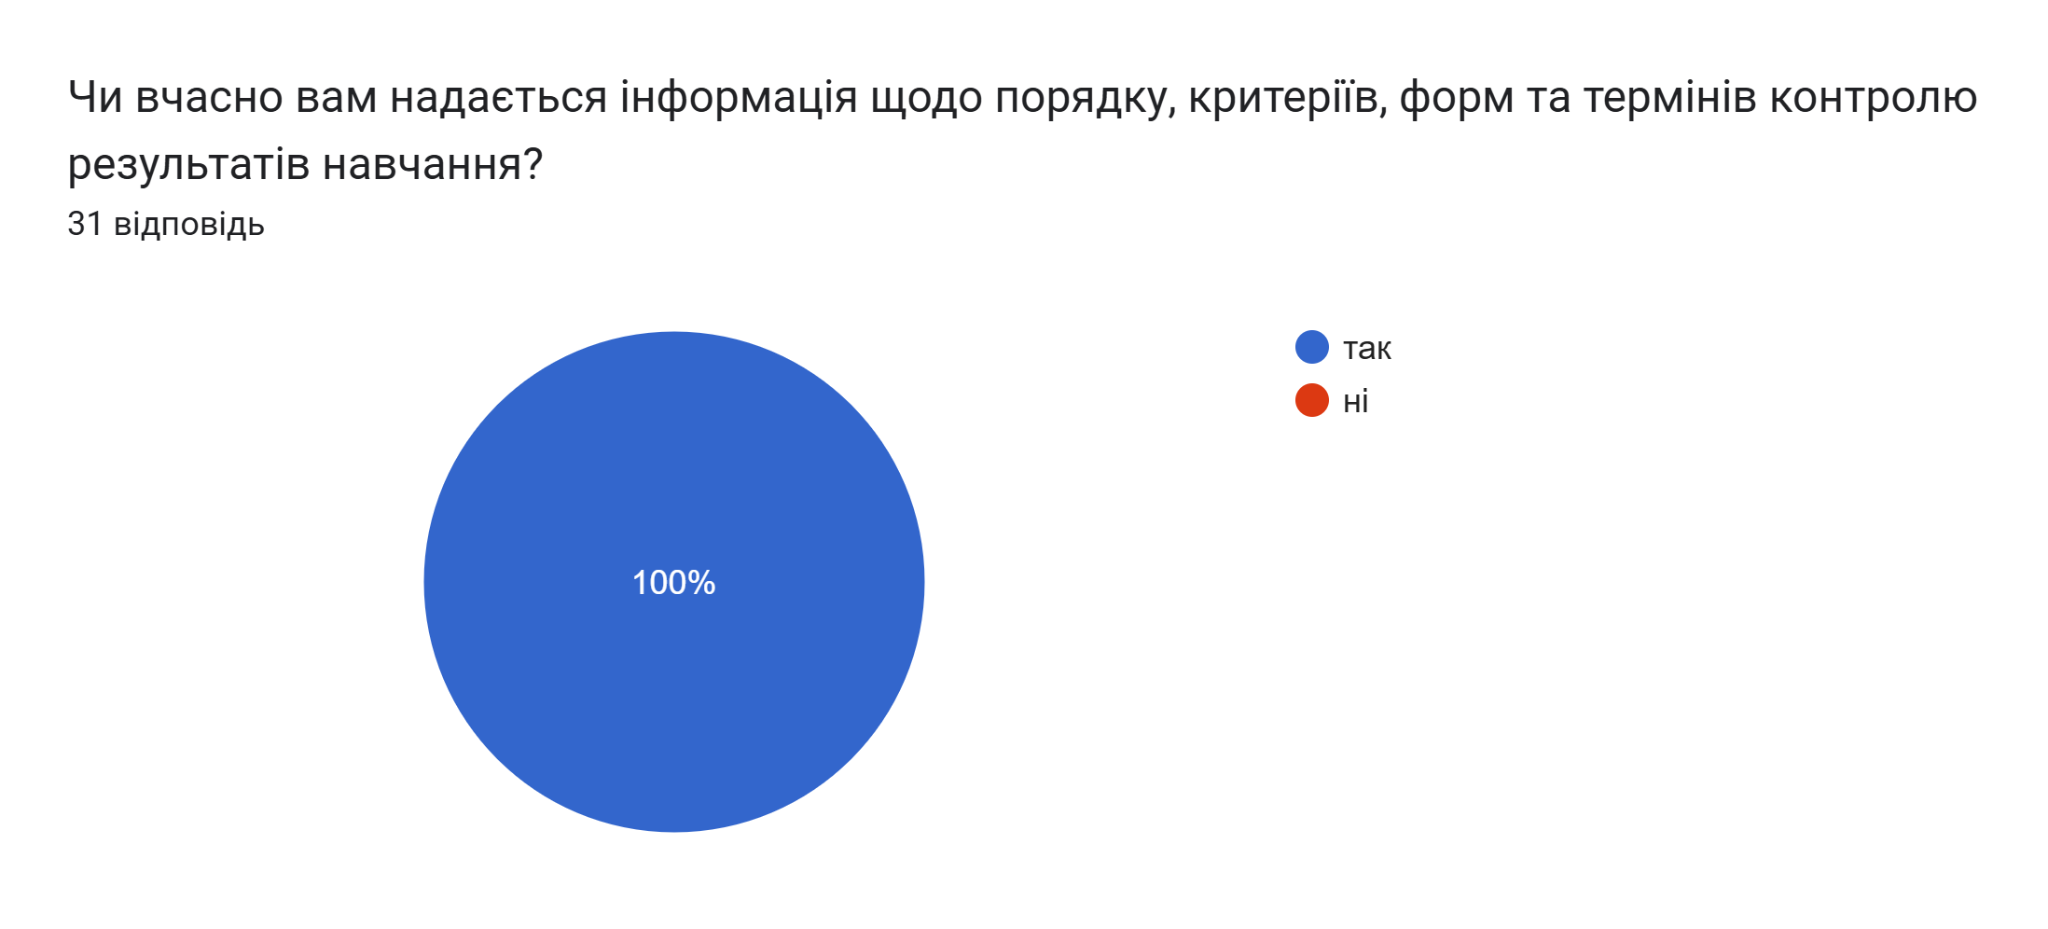 Чи вчасно вам надається інформація щодо порядку, критеріїв, форм та термінів контролю
результатів навчання?
31 відповідь
так
ні
100%